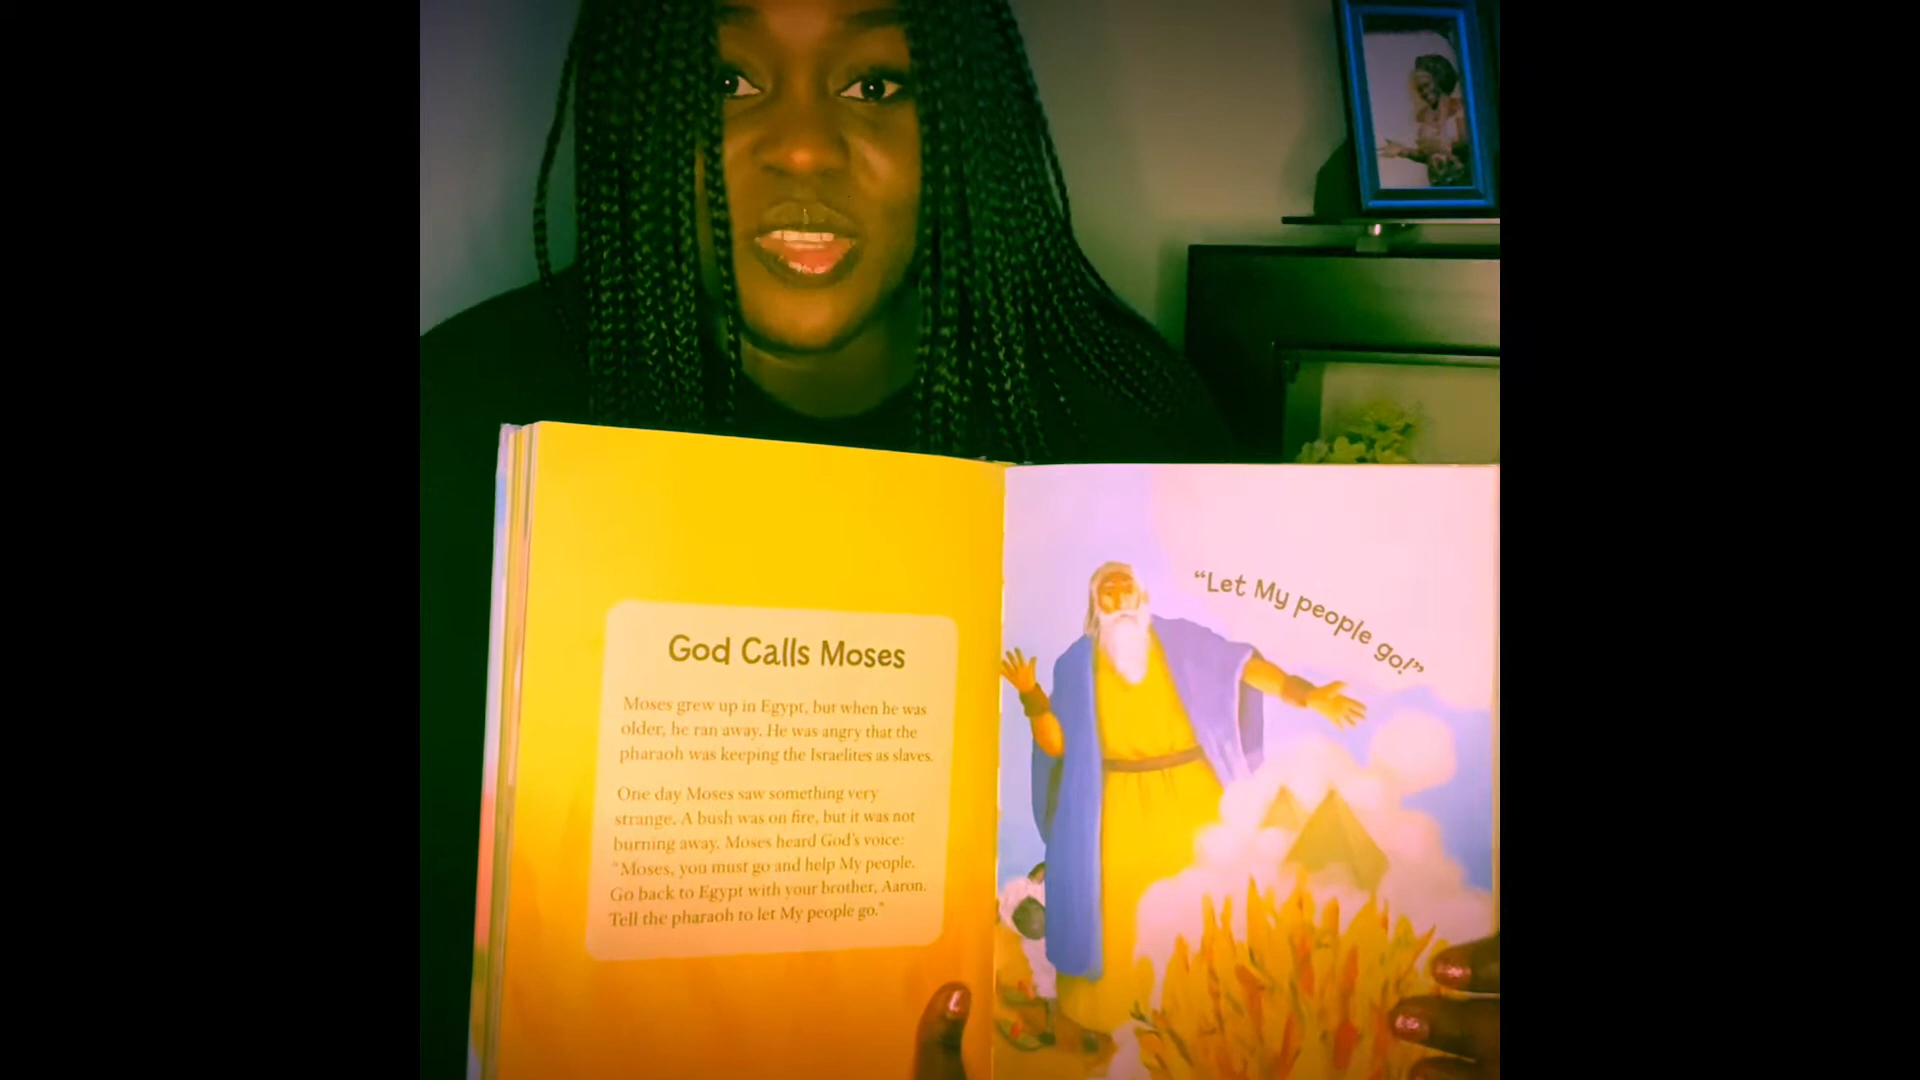 God Calls Moses
Moses grew up in Egypt, but when he was
older, he ran away. He was angry that the
pharaoh was keeping the Israelites as slaves.
One day Moses saw something very
strange. A bush was on fire, but it was not
burning away. Moses heard God's voice:
"Moses, you must go and help My people.
Go back to Egypt with your brother, Aaron.
Tell the pharaoh to let My people go."
"Let My people go!"